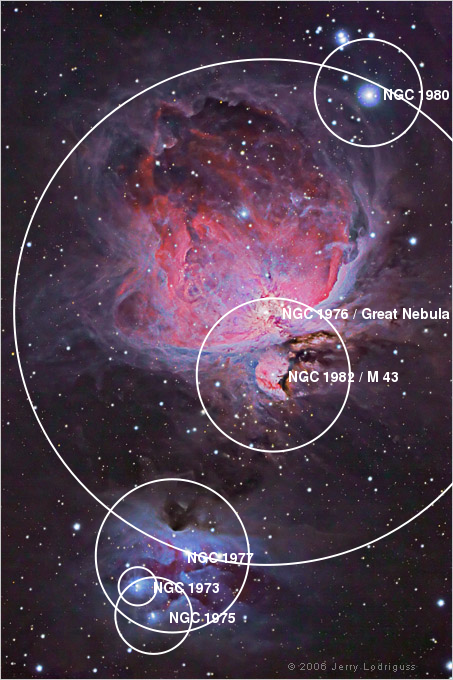 NGC 1980
NGC 1976 / Great Nebula
NGC 1982 / M 43
NGC 1977
NGC 1973
NGC 1975
© 2006 Jerry Lodriguss